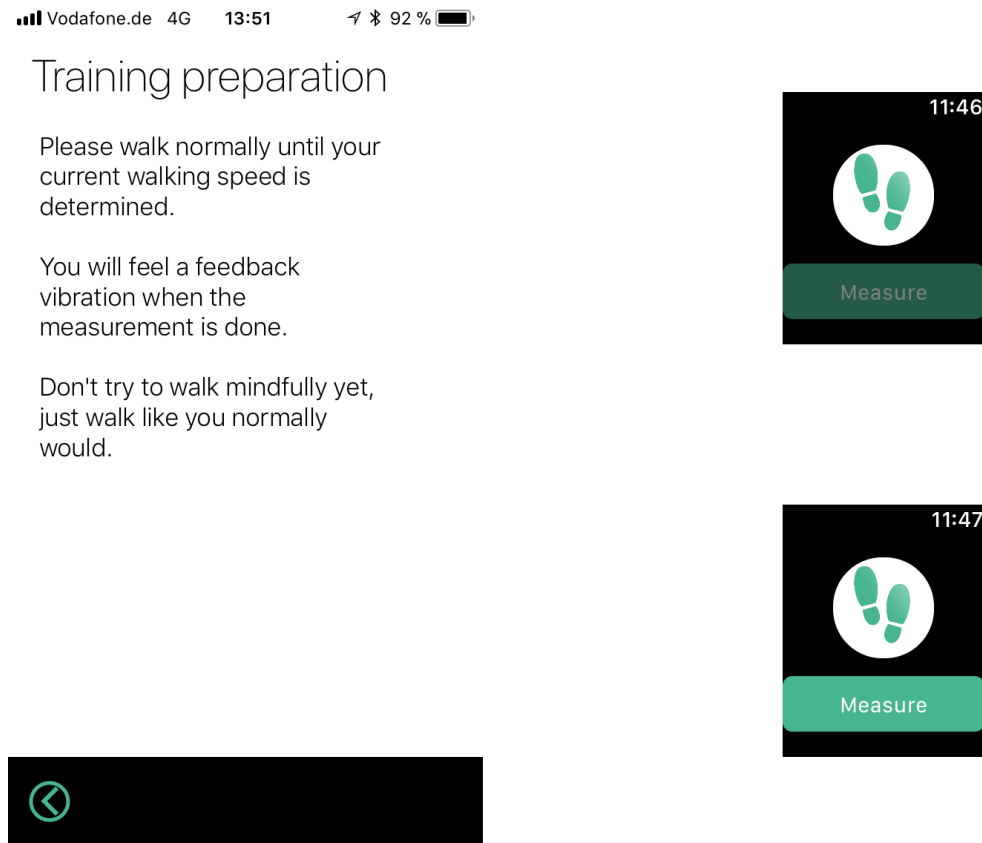 Vodafone.de 4G 13:51 92 %
Training preparation
Please walk normally until your
current walking speed is
determined.
You will feel a feedback
vibration when the
measurement is done.
Don't try to walk mindfully yet,
just walk like you normally
would.
11:46
Measure
11:47
Measure